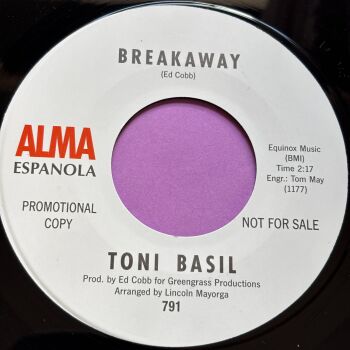 BREAKAWAY
(Ed Cobb)
ALMA
ESPANOLA
Equinox Music
(BMI)
Time 2:17
Engr.: Tom May
(1177)
PROMOTIONAL
COPY
NOT FOR SALE
TONI BASIL
Prod. by Ed Cobb for Greengrass Productions
Arranged by Lincoln Mayorga
791